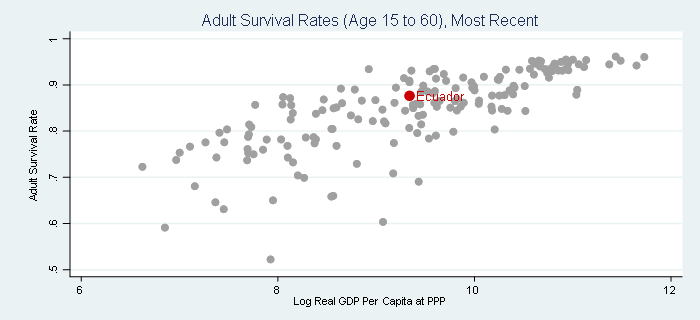 Adult Survival Rates (Age 15 to 60), Most Recent
1
.9
.8
.7
.6
.5
Adult Survival Rate
Ecuador
6 8 10 12
Log Real GDP Per Capita at PPP